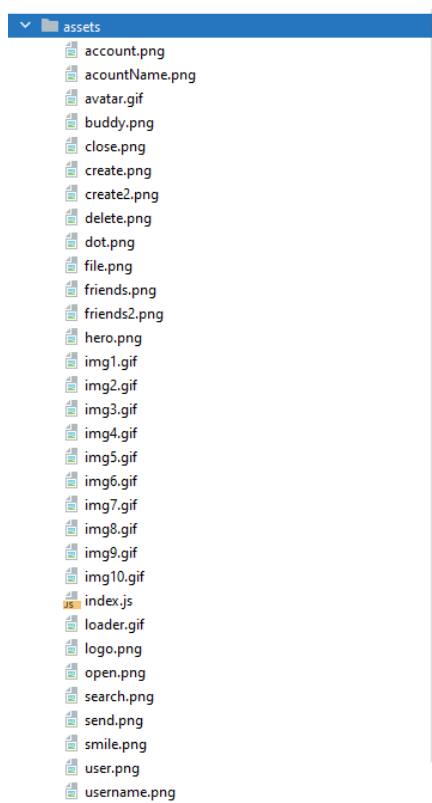 assets
account.png
acountName.png
avatar.gif
buddy.png
close.png
create.png
create2.png
delete.png
dot.png
file.png
friends.png
friends2.png
hero.png
img1.gif
img2.gif
img3.gif
img4.gif
img5.gif
img6.gif
img7.gif
img8.gif
img9.gif
img10.gif
JS index.js
loader.gif
logo.png
open.png
search.png
send.png
smile.png
user.png
username.png